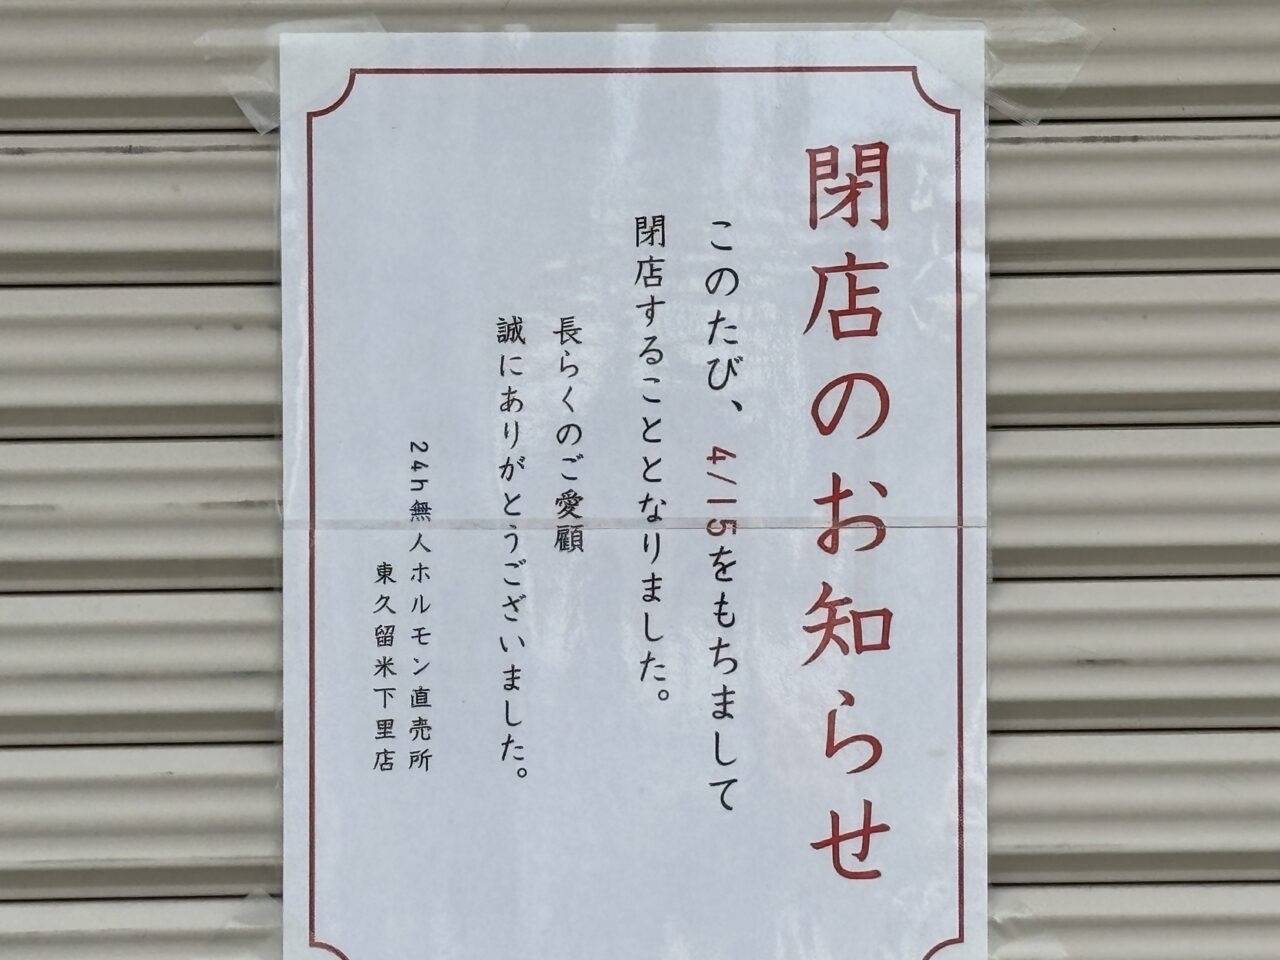 閉店のお知らせ
このたび、4/15をもちまして
閉店することとなりました。
長らくのご愛顧
誠にありがとうございました。
24h無人ホルモン直売所
東久留米下里店